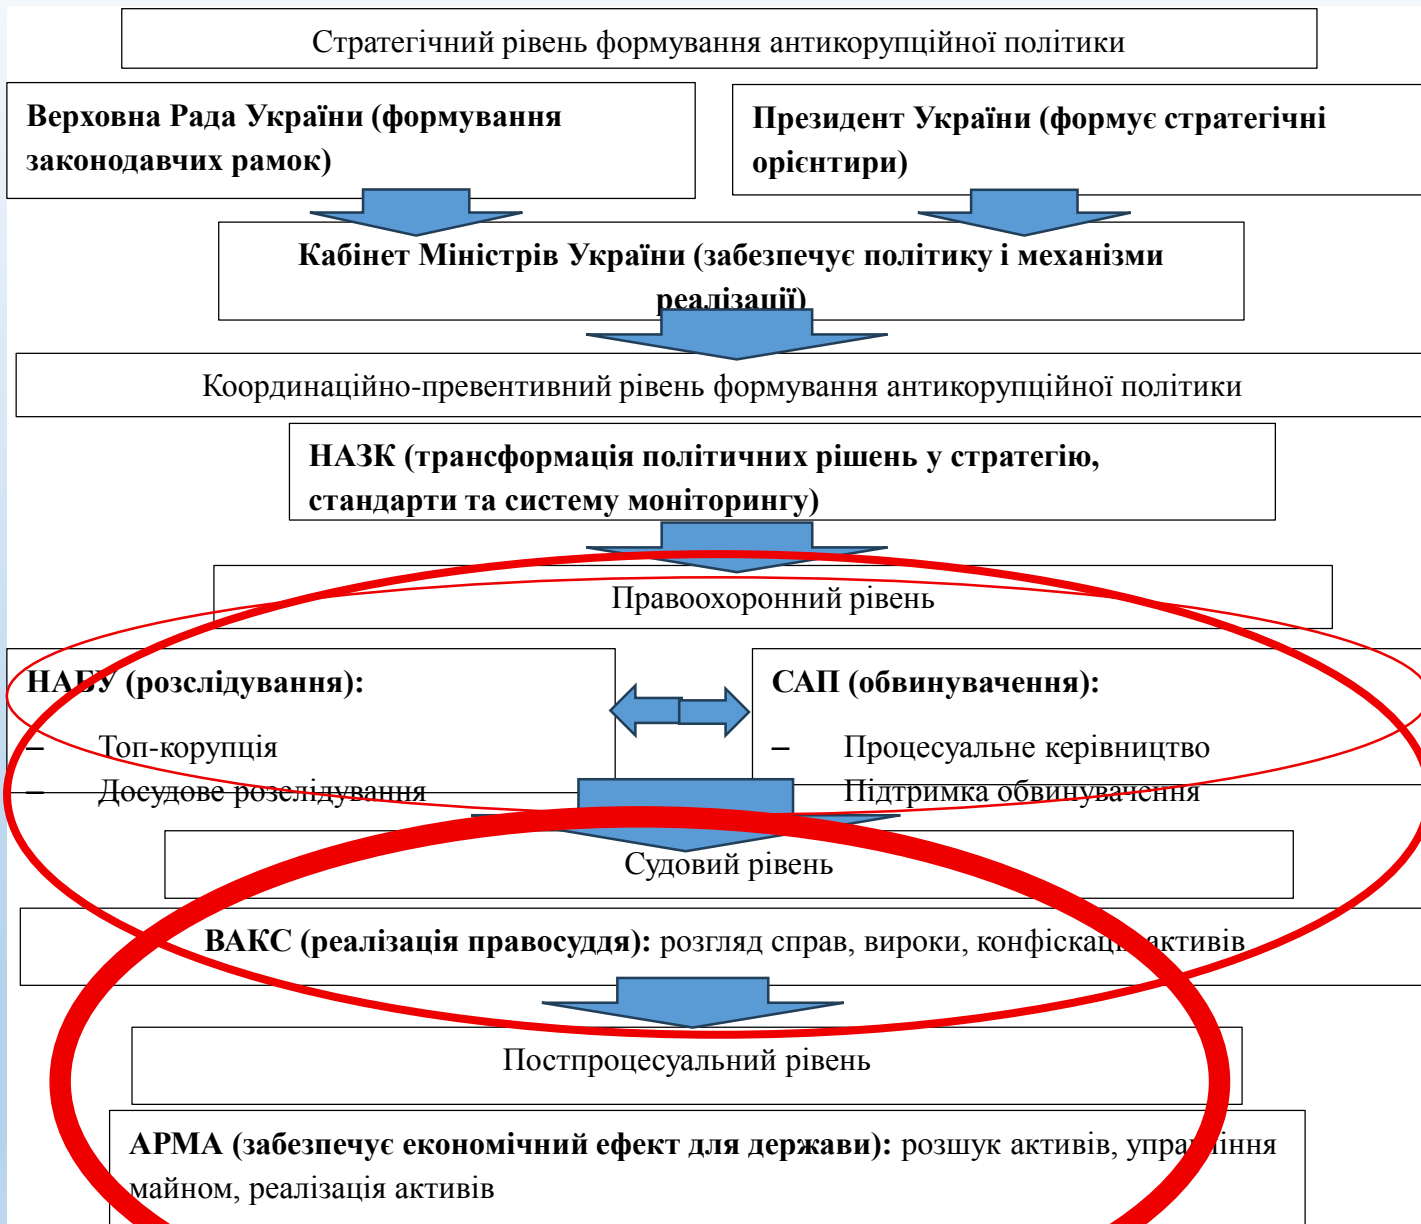 Стратегічний рівень формування антикорупційної політики
Верховна Рада України (формування
законодавчих рамок)
Президент України (формує стратегічні
орієнтири)
Кабінет Міністрів України (забезпечує політику і механізми
реалізації)
Координаційно-превентивний рівень формування антикорупційної політики
НАЗК (трансформація політичних рішень у стратегію,
стандарти та систему моніторингу)
Правоохоронний рівень
НАБУ (розслідування):
– Топ-корупція
– Досудове розслідування
САП (обвинувачення):
– Процесуальне керівництво
Підтримка обвинувачення
Судовий рівень
ВАКС (реалізація правосуддя): розгляд справ, вироки, конфіскація активів
Постпроцесуальний рівень
АРМА (забезпечує економічний ефект для держави): розшук активів, управління
майном, реалізація активів